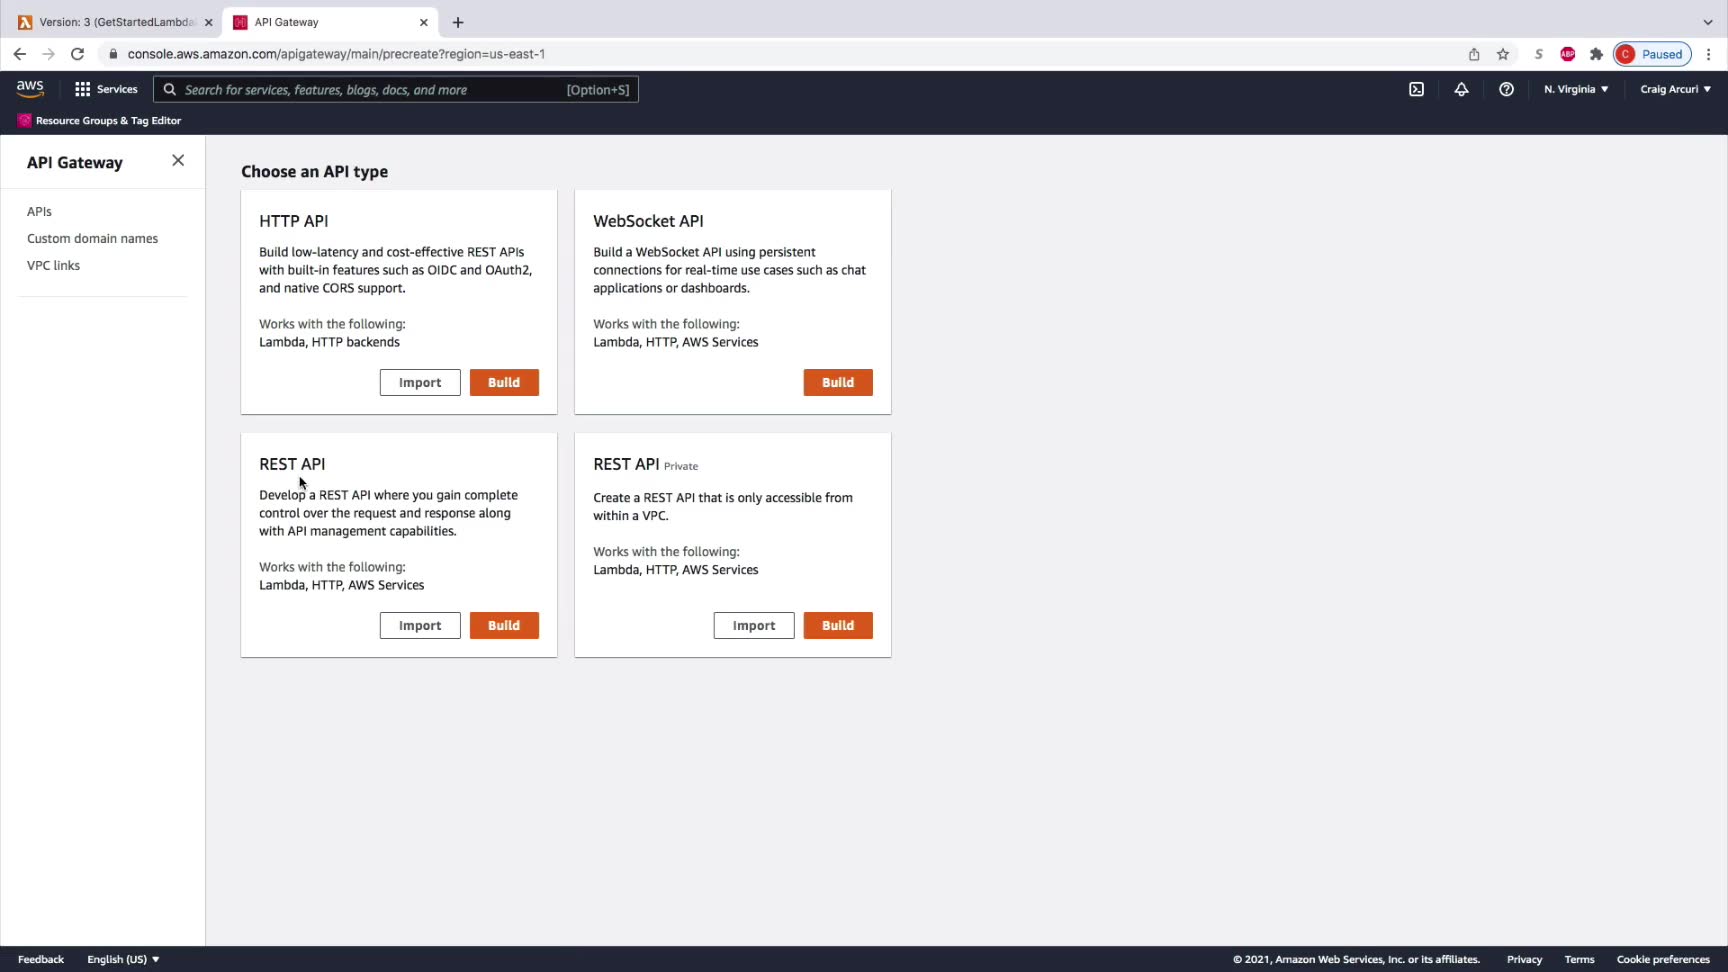 Version: 3 (GetStartedLambda
API Gateway
console.aws.amazon.com/apigateway/main/precreate?region=us-east-1
S
ABP
C
Paused
aws
Services
Search for services, features, blogs, docs, and more
[Option+S]
N. Virginia
Craig Arcuri
Resource Groups & Tag Editor
API Gateway
APIs
Custom domain names
VPC links
Choose an API type
HTTP API
Build low-latency and cost-effective REST APIs
with built-in features such as OIDC and OAuth2,
and native CORS support.
Works with the following:
Lambda, HTTP backends
Import
Build
WebSocket API
Build a WebSocket API using persistent
connections for real-time use cases such as chat
applications or dashboards.
Works with the following:
Lambda, HTTP, AWS Services
Build
REST API
Develop a REST API where you gain complete
control over the request and response along
with API management capabilities.
Works with the following:
Lambda, HTTP, AWS Services
Import
Build
REST API Private
Create a REST API that is only accessible from
within a VPC.
Works with the following:
Lambda, HTTP, AWS Services
Import
Build
Feedback
English (US)
© 2021, Amazon Web Services, Inc. or its affiliates.
Privacy
Terms
Cookie preferences